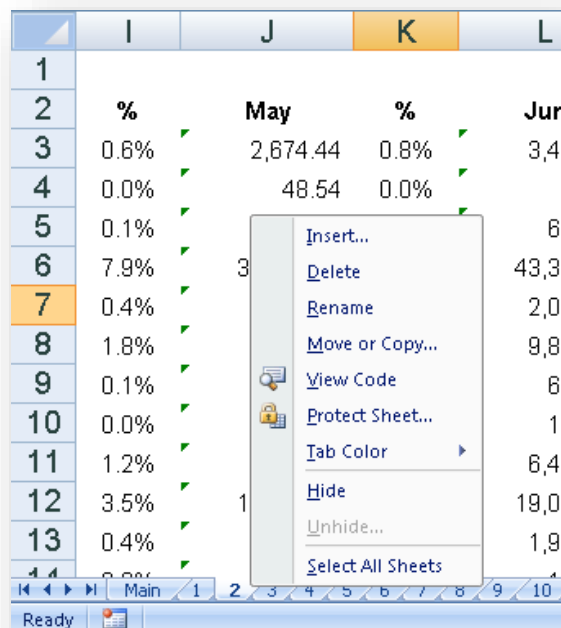 I J K L
1
2 % May % Jun
3 0.6% 2,674.44 0.8% 3,4
4 0.0% 48.54 0.0%
5 0.1% 6
6 7.9% 3 43,3
7 0.4% 2,0
8 1.8% 9,8
9 0.1% 6
10 0.0% 1
11 1.2% 6,4
12 3.5% 1 19,0
13 0.4% 1,9
Insert...
Delete
Rename
Move or Copy...
View Code
Protect Sheet...
Tab Color
Hide
Unhide...
Select All Sheets
Main 1 2 3 4 5 6 7 8 9 10
Ready